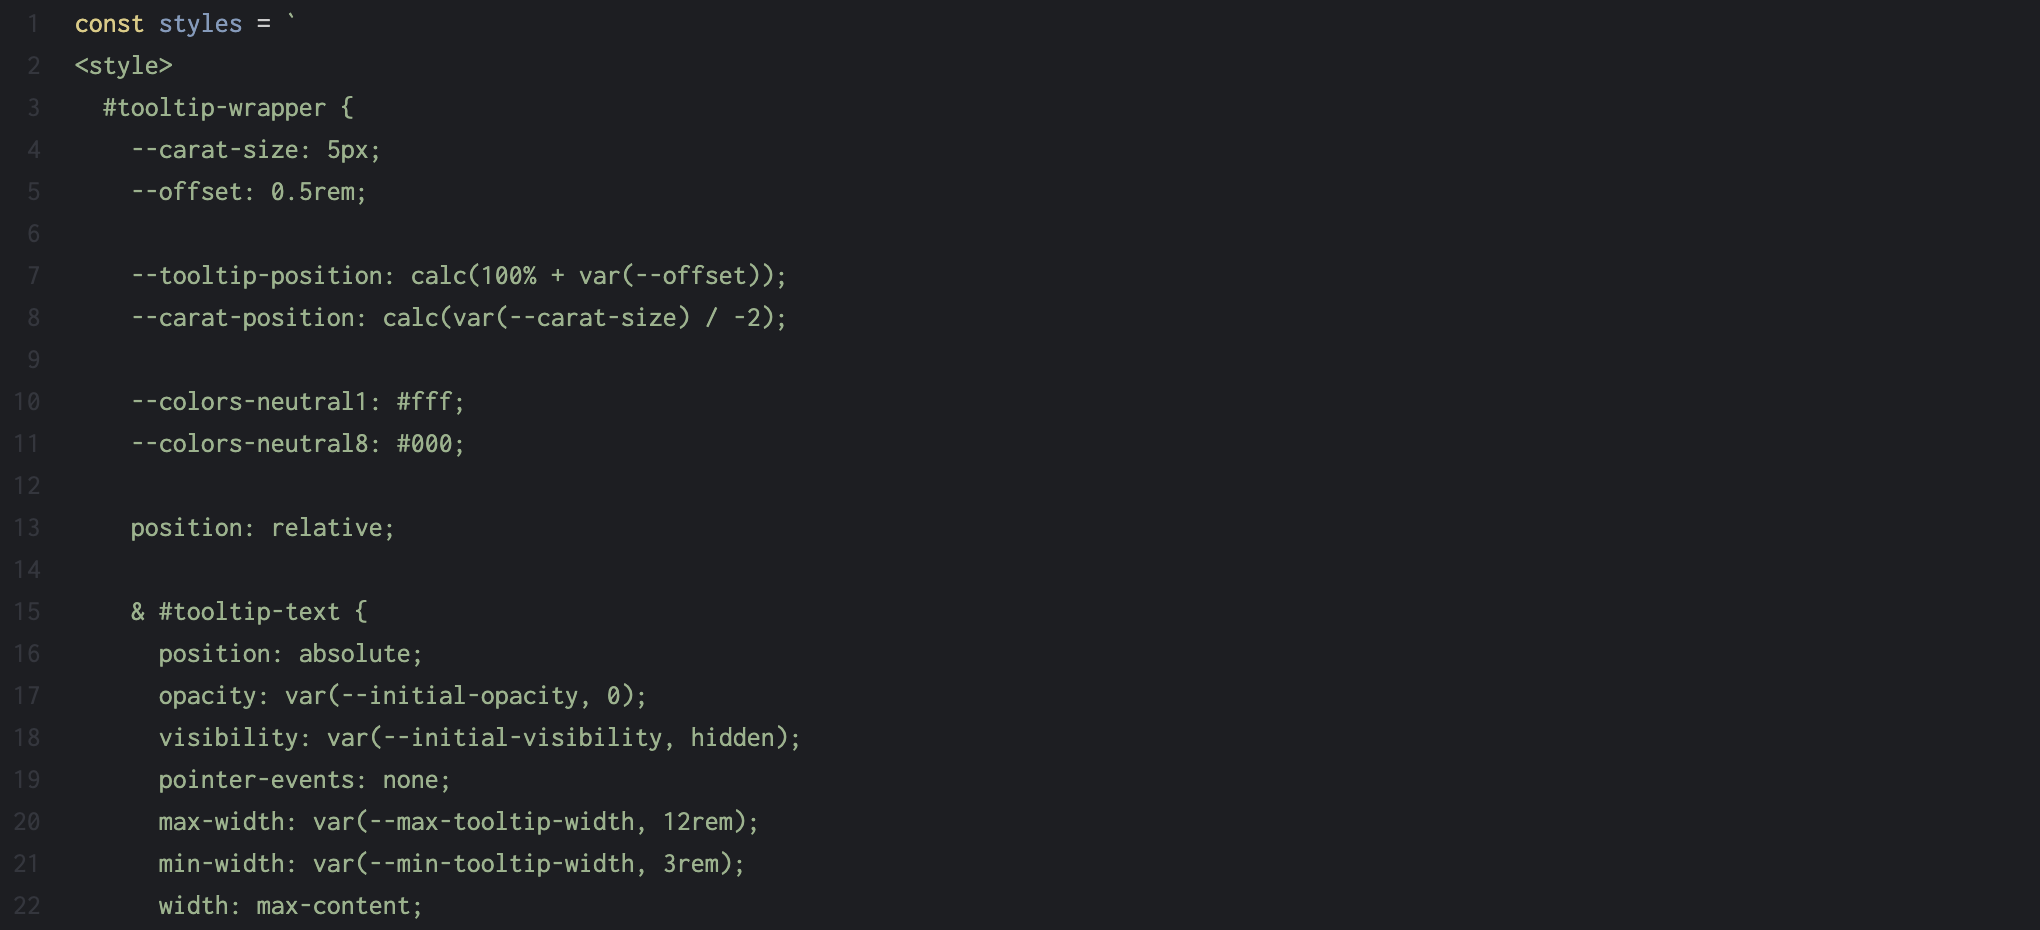 1 const styles = `
2 <style>
3   #tooltip-wrapper {
4     --carat-size: 5px;
5     --offset: 0.5rem;
6
7     --tooltip-position: calc(100% + var(--offset));
8     --carat-position: calc(var(--carat-size) / -2);
9
10     --colors-neutral1: #fff;
11     --colors-neutral8: #000;
12
13     position: relative;
14
15     & #tooltip-text {
16       position: absolute;
17       opacity: var(--initial-opacity, 0);
18       visibility: var(--initial-visibility, hidden);
19       pointer-events: none;
20       max-width: var(--max-tooltip-width, 12rem);
21       min-width: var(--min-tooltip-width, 3rem);
22       width: max-content;